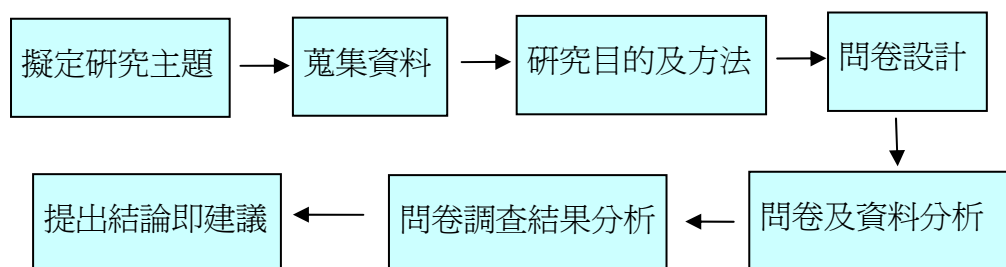 擬定研究主題
蒐集資料
研究目的及方法
問卷設計
問卷及資料分析
問卷調查結果分析
提出結論即建議